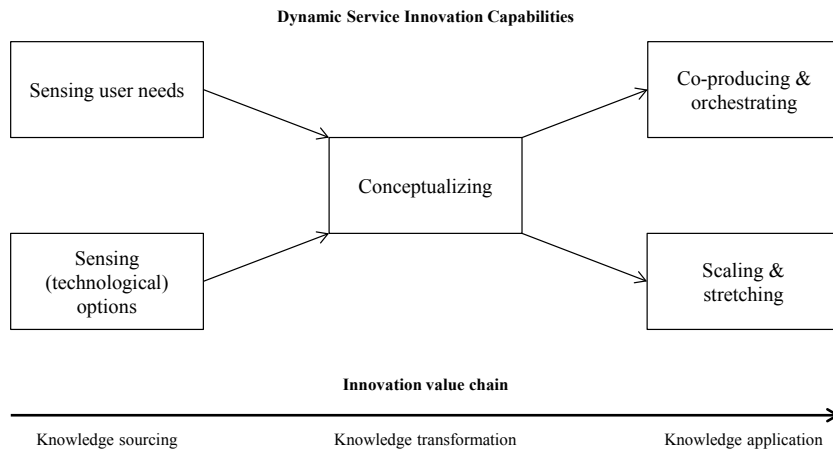 Dynamic Service Innovation Capabilities
Sensing user needs
Co-producing &
orchestrating
Conceptualizing
Sensing
(technological)
options
Scaling &
stretching
Innovation value chain
Knowledge sourcing
Knowledge transformation
Knowledge application